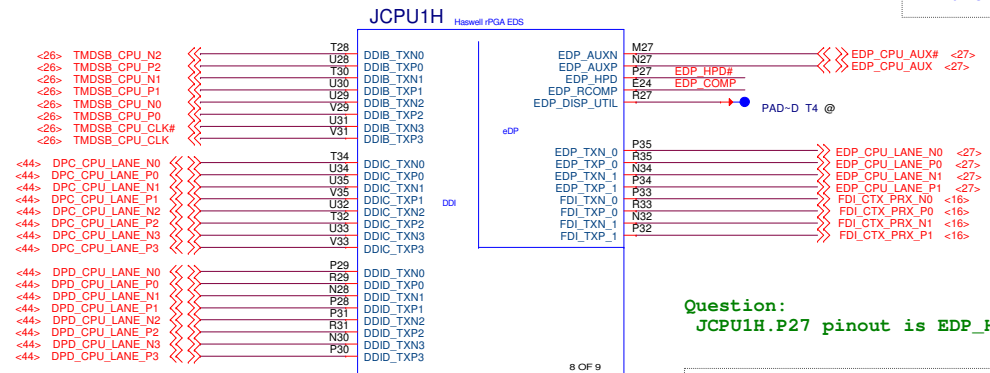 JCPU1H Haswell rPGA EDS
<26> TMDSB_CPU_N2 T28 DDIB_TXN0
<26> TMDSB_CPU_P2 U28 DDIB_TXP0
<26> TMDSB_CPU_N1 T30 DDIB_TXN1
<26> TMDSB_CPU_P1 U30 DDIB_TXP1
<26> TMDSB_CPU_N0 U29 DDIB_TXN2
<26> TMDSB_CPU_P0 V29 DDIB_TXP2
<26> TMDSB_CPU_CLK# U31 DDIB_TXN3
<26> TMDSB_CPU_CLK V31 DDIB_TXP3
<44> DPC_CPU_LANE_N0 T34 DDIC_TXN0
<44> DPC_CPU_LANE_P0 U34 DDIC_TXP0
<44> DPC_CPU_LANE_N1 U35 DDIC_TXN1
<44> DPC_CPU_LANE_P1 V35 DDIC_TXP1
<44> DPC_CPU_LANE_N2 U32 DDIC_TXN2
<44> DPC_CPU_LANE_P2 T32 DDIC_TXP2
<44> DPC_CPU_LANE_N3 U33 DDIC_TXN3
<44> DPC_CPU_LANE_P3 V33 DDIC_TXP3
<44> DPD_CPU_LANE_N0 P29 DDID_TXN0
<44> DPD_CPU_LANE_P0 R29 DDID_TXP0
<44> DPD_CPU_LANE_N1 N28 DDID_TXN1
<44> DPD_CPU_LANE_P1 P28 DDID_TXP1
<44> DPD_CPU_LANE_N2 P31 DDID_TXN2
<44> DPD_CPU_LANE_P2 R31 DDID_TXP2
<44> DPD_CPU_LANE_N3 N30 DDID_TXN3
<44> DPD_CPU_LANE_P3 P30 DDID_TXP3
DDI
eDP
EDP_AUXN M27 EDP_CPU_AUX# <27>
EDP_AUXP N27 EDP_CPU_AUX <27>
EDP_HPD P27 EDP_HPD#
EDP_RCOMP E24 EDP_COMP
EDP_DISP_UTIL R27 PAD~D T4 @
EDP_TXN_0 P35 EDP_CPU_LANE_N0 <27>
EDP_TXP_0 R35 EDP_CPU_LANE_P0 <27>
EDP_TXN_1 N34 EDP_CPU_LANE_N1 <27>
EDP_TXP_1 P34 EDP_CPU_LANE_P1 <27>
FDI_TXN_0 P33 FDI_CTX_PRX_N0 <16>
FDI_TXP_0 R33 FDI_CTX_PRX_P0 <16>
FDI_TXN_1 N32 FDI_CTX_PRX_N1 <16>
FDI_TXP_1 P32 FDI_CTX_PRX_P1 <16>
8 OF 9
Question:
JCPU1H.P27 pinout is EDP_H